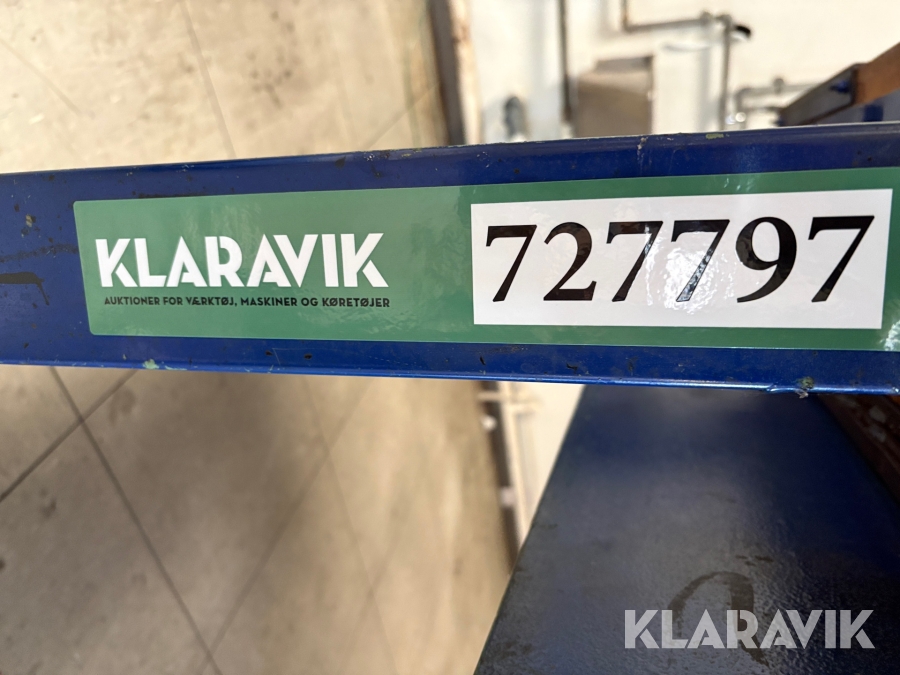 KLARAVIK
AUKTIONER FOR VÆRKTØJ, MASKINER OG KØRETØJER
727797
KLARAVIK